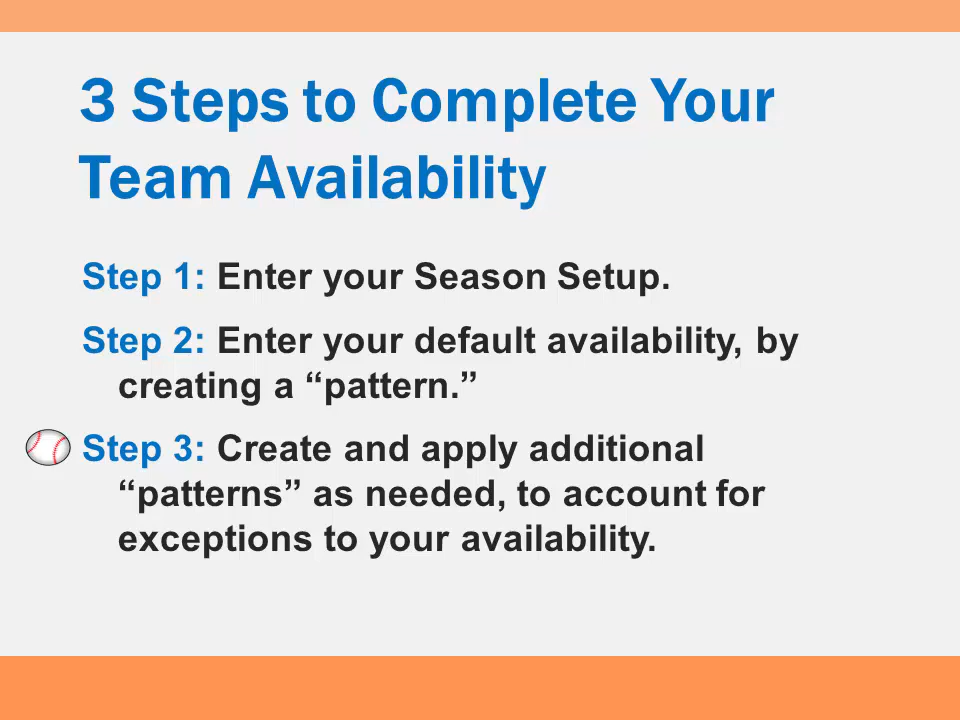 3 Steps to Complete Your
Team Availability
Step 1: Enter your Season Setup.
Step 2: Enter your default availability, by
creating a “pattern.”
Step 3: Create and apply additional
“patterns” as needed, to account for
exceptions to your availability.